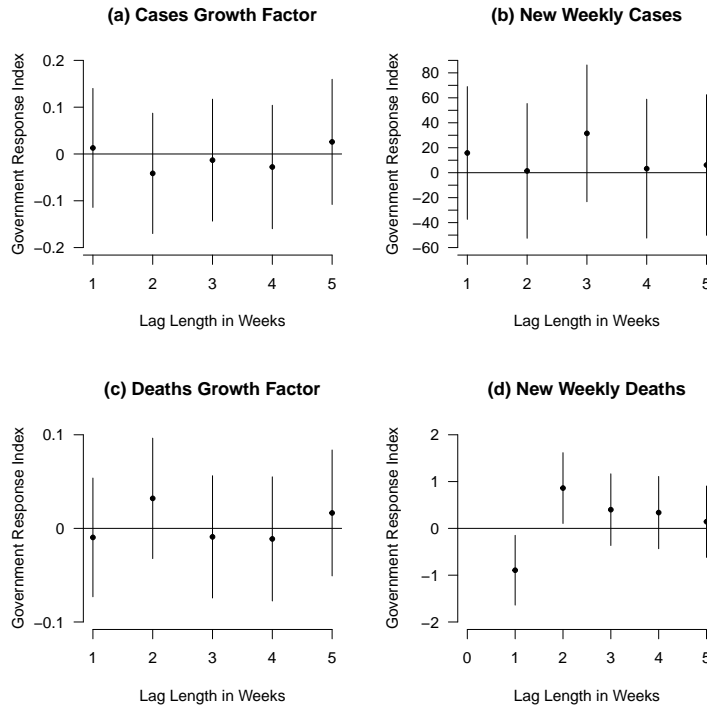 (a) Cases Growth Factor
Government Response Index
0.2
0.1
0
−0.1
−0.2
1 2 3 4 5
Lag Length in Weeks
(b) New Weekly Cases
Government Response Index
80
60
40
20
0
−20
−40
−60
1 2 3 4 5
Lag Length in Weeks
(c) Deaths Growth Factor
Government Response Index
0.1
0
−0.1
1 2 3 4 5
Lag Length in Weeks
(d) New Weekly Deaths
Government Response Index
2
1
0
−1
−2
0 1 2 3 4 5
Lag Length in Weeks